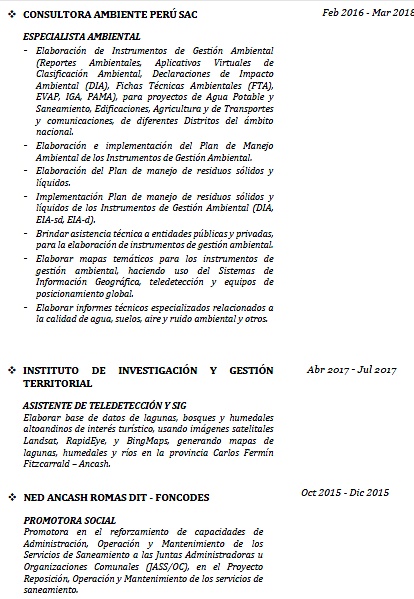 ❖ CONSULTORA AMBIENTE PERÚ SAC
Feb 2016 - Mar 2018
ESPECIALISTA AMBIENTAL
- Elaboración de Instrumentos de Gestión Ambiental
(Reportes Ambientales, Aplicativos Virtuales de
Clasificación Ambiental, Declaraciones de Impacto
Ambiental (DIA), Fichas Técnicas Ambientales (FTA),
EVAP, IGA, PAMA), para proyectos de Agua Potable y
Saneamiento, Edificaciones, Agricultura y de Transportes
y comunicaciones, de diferentes Distritos del ámbito
nacional.
- Elaboración e implementación del Plan de Manejo
Ambiental de los Instrumentos de Gestión Ambiental.
- Elaboración del Plan de manejo de residuos sólidos y
líquidos.
- Implementación Plan de manejo de residuos sólidos y
líquidos de los Instrumentos de Gestión Ambiental (DIA,
EIA-sd, EIA-d).
- Brindar asistencia técnica a entidades públicas y privadas,
para la elaboración de instrumentos de gestión ambiental.
- Elaborar mapas temáticos para los instrumentos de
gestión ambiental, haciendo uso del Sistemas de
Información Geográfica, teledetección y equipos de
posicionamiento global.
- Elaborar informes técnicos especializados relacionados a
la calidad de agua, suelos, aire y ruido ambiental y otros.
❖ INSTITUTO DE INVESTIGACIÓN Y GESTIÓN
TERRITORIAL
Abr 2017 - Jul 2017
ASISTENTE DE TELEDETECCIÓN Y SIG
Elaborar base de datos de lagunas, bosques y humedales
altoandinos de interés turístico, usando imágenes satelitales
Landsat, RapidEye, y BingMaps, generando mapas de
lagunas, humedales y ríos en la provincia Carlos Fermín
Fitzcarrald – Ancash.
❖ NED ANCASH ROMAS DIT - FONCODES
Oct 2015 - Dic 2015
PROMOTORA SOCIAL
Promotora en el reforzamiento de capacidades de
Administración, Operación y Mantenimiento de los
Servicios de Saneamiento a las Juntas Administradoras u
Organizaciones Comunales (JASS/OC), en el Proyecto
Reposición, Operación y Mantenimiento de los servicios de
saneamiento.